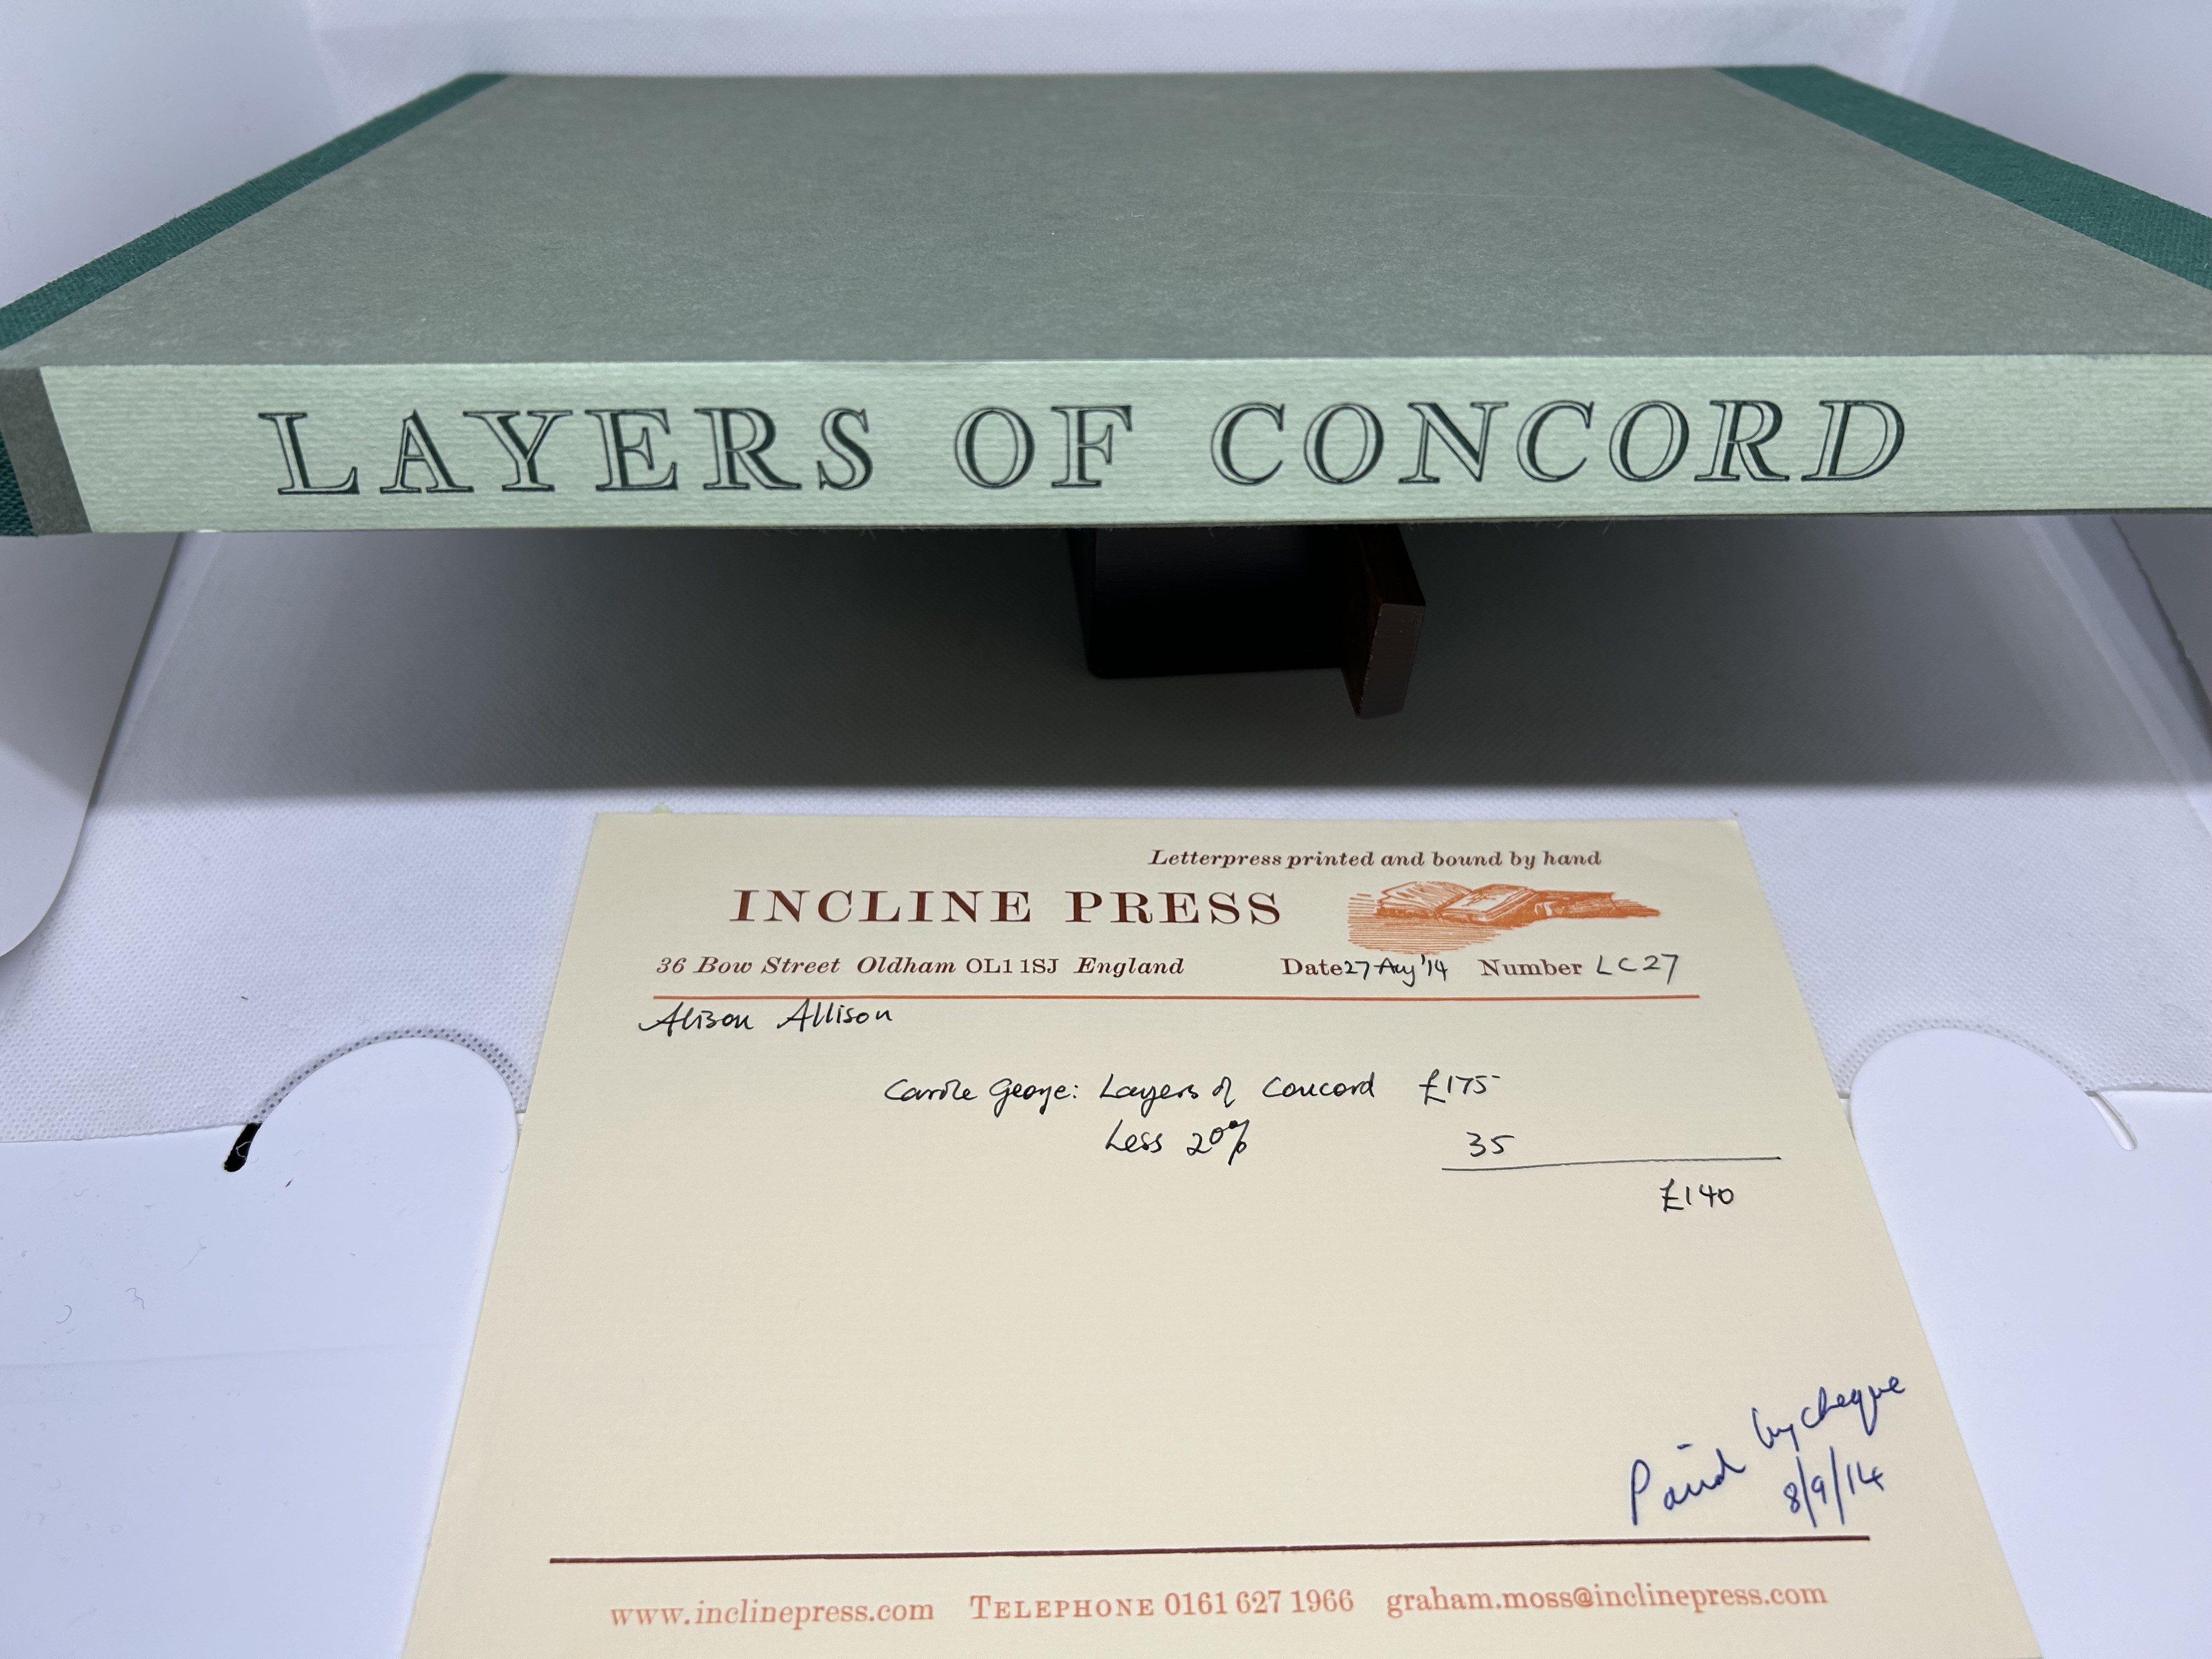 LAYERS OF CONCORD
Letterpress printed and bound by hand
INCLINE PRESS
36 Bow Street Oldham OL1 1SJ England
Date 27 Aug '14 Number LC27
Alison Allison
Carole George: Layers of Concord £175
Less 20% 35
£140
Paid by cheque
8/9/14
www.inclinepress.com TELEPHONE 0161 627 1966 graham.moss@inclinepress.com